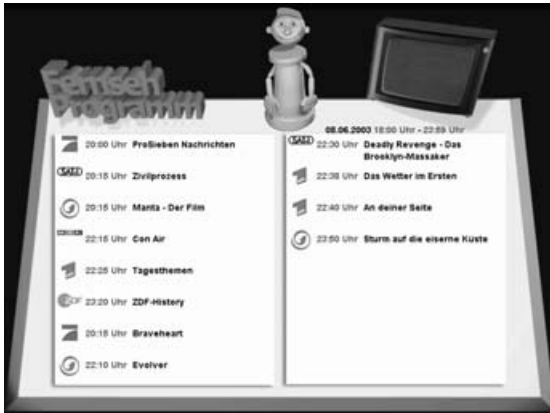 Fernseh
Programm
08.06.2003 18:00 Uhr - 22:59 Uhr
20:00 Uhr ProSieben Nachrichten
SAT.1 20:15 Uhr Zivilprozess
20:15 Uhr Manta - Der Film
22:15 Uhr Con Air
22:25 Uhr Tagesthemen
ZDF 23:20 Uhr ZDF-History
20:15 Uhr Braveheart
22:10 Uhr Evolver
SAT.1 22:30 Uhr Deadly Revenge - Das
Brooklyn-Massaker
22:38 Uhr Das Wetter im Ersten
22:40 Uhr An deiner Seite
23:50 Uhr Sturm auf die eiserne Küste